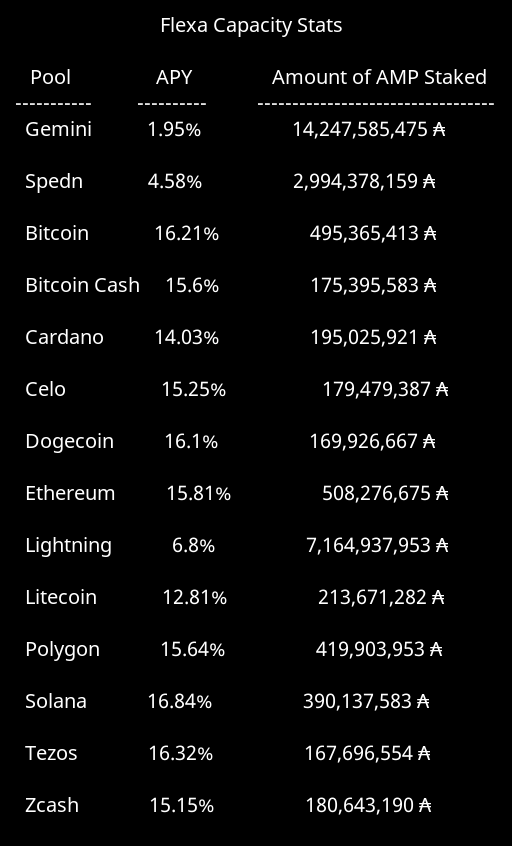 Flexa Capacity Stats
Pool APY Amount of AMP Staked
----------- ---------- ----------------------------------
Gemini 1.95% 14,247,585,475 ₳
Spedn 4.58% 2,994,378,159 ₳
Bitcoin 16.21% 495,365,413 ₳
Bitcoin Cash 15.6% 175,395,583 ₳
Cardano 14.03% 195,025,921 ₳
Celo 15.25% 179,479,387 ₳
Dogecoin 16.1% 169,926,667 ₳
Ethereum 15.81% 508,276,675 ₳
Lightning 6.8% 7,164,937,953 ₳
Litecoin 12.81% 213,671,282 ₳
Polygon 15.64% 419,903,953 ₳
Solana 16.84% 390,137,583 ₳
Tezos 16.32% 167,696,554 ₳
Zcash 15.15% 180,643,190 ₳